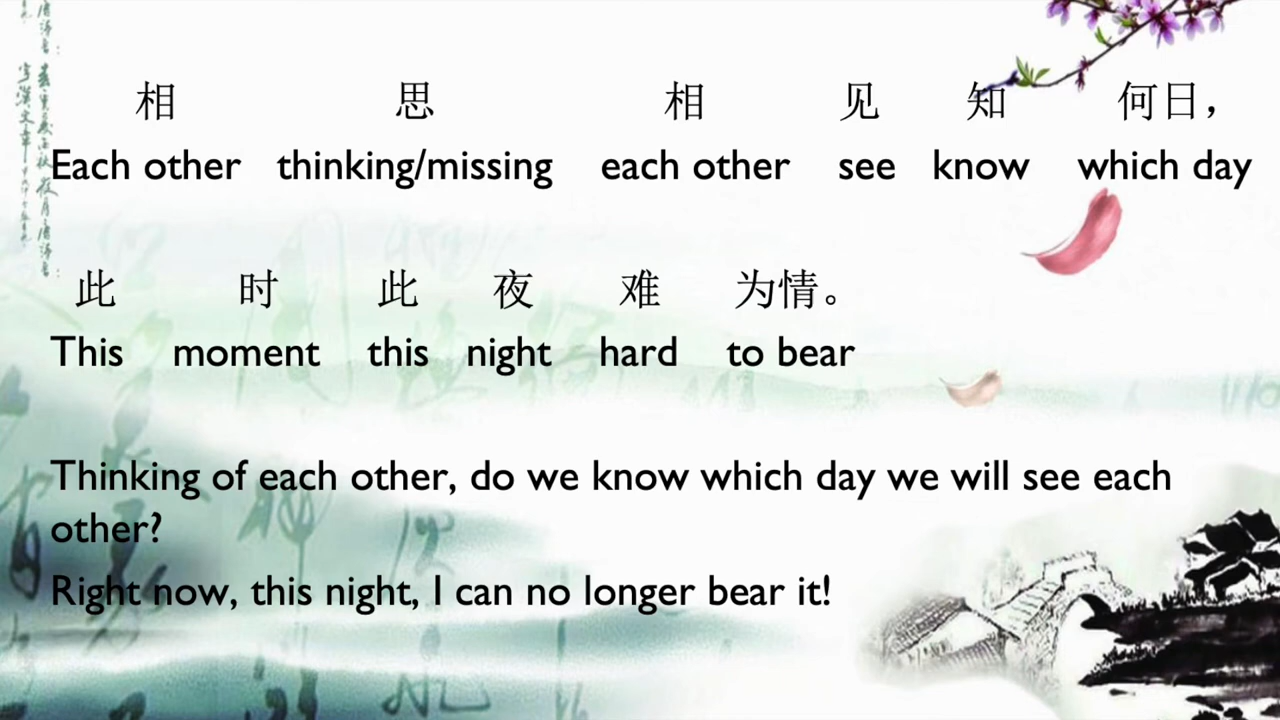 相 思 相 见 知 何日，
Each other thinking/missing each other see know which day
此 时 此 夜 难 为情。
This moment this night hard to bear
Thinking of each other, do we know which day we will see each
other?
Right now, this night, I can no longer bear it!